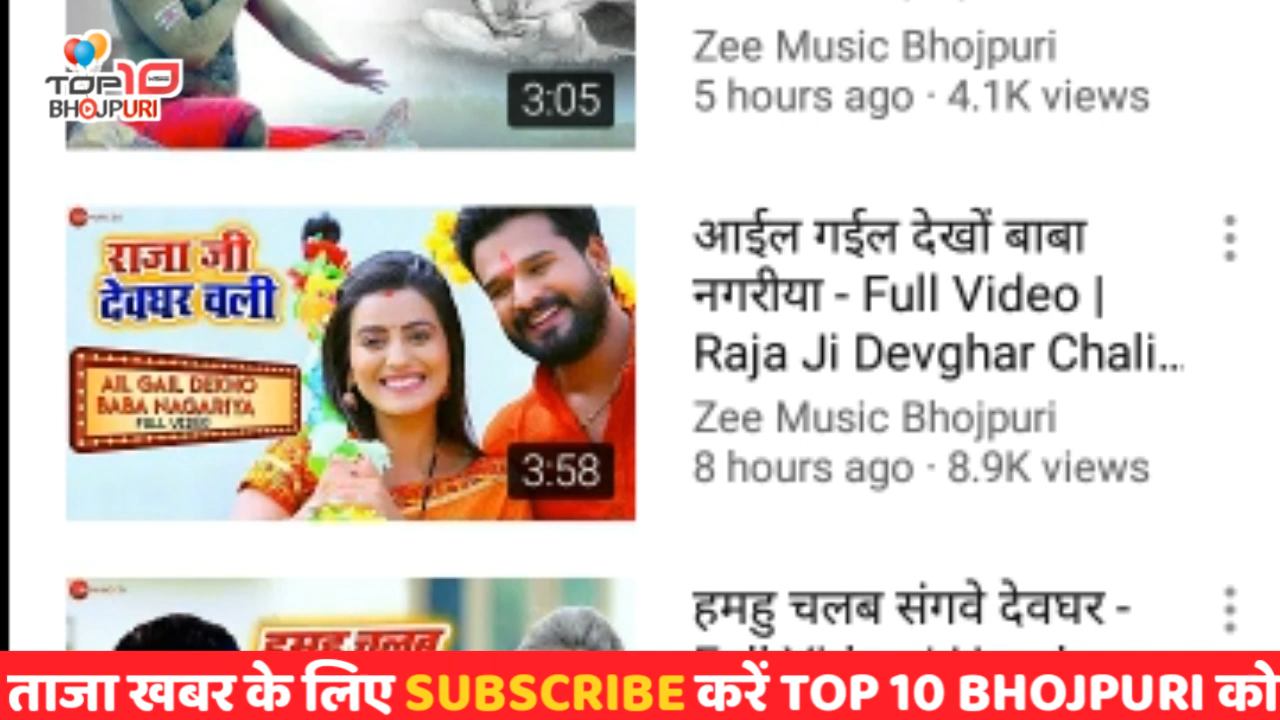 TOP 10
BHOJPURI
3:05
Zee Music Bhojpuri
5 hours ago · 4.1K views
राजा जी
देवघर चली
AIL GAIL DEKHO
BABA NAGARIYA
FULL VIDEO
3:58
आईल गईल देखों बाबा
नगरीया - Full Video |
Raja Ji Devghar Chali...
Zee Music Bhojpuri
8 hours ago · 8.9K views
हमहु चलब
हमहु चलब संगवे देवघर -
ताजा खबर के लिए SUBSCRIBE करें TOP 10 BHOJPURI को